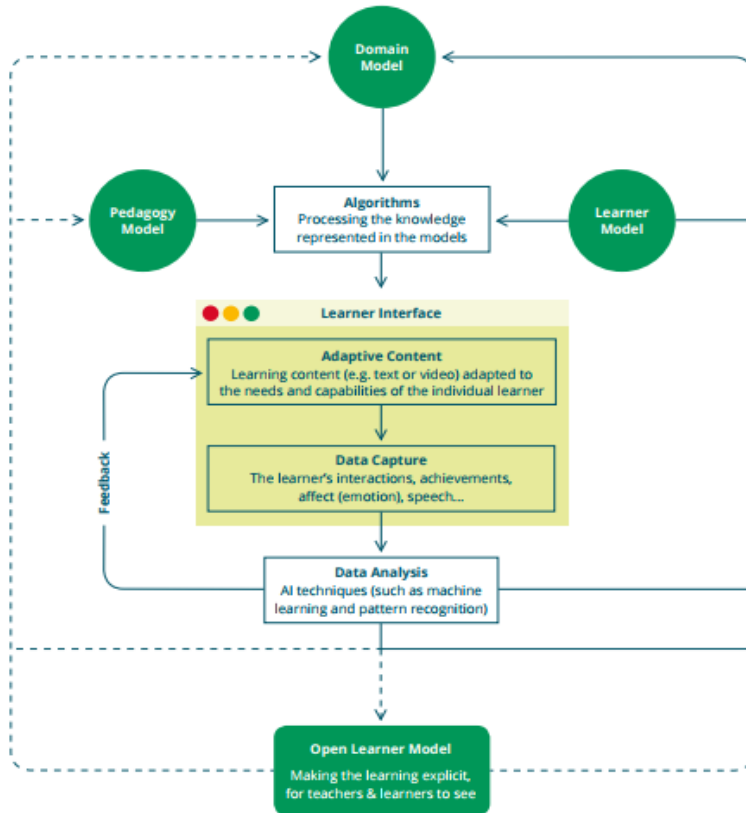 Domain
Model
Algorithms
Processing the knowledge
represented in the models
Pedagogy
Model
Learner
Model
Learner Interface
Adaptive Content
Learning content (e.g. text or video) adapted to
the needs and capabilities of the individual learner
Data Capture
The learner's interactions, achievements,
affect (emotion), speech...
Feedback
Data Analysis
AI techniques (such as machine
learning and pattern recognition)
Open Learner Model
Making the learning explicit,
for teachers & learners to see